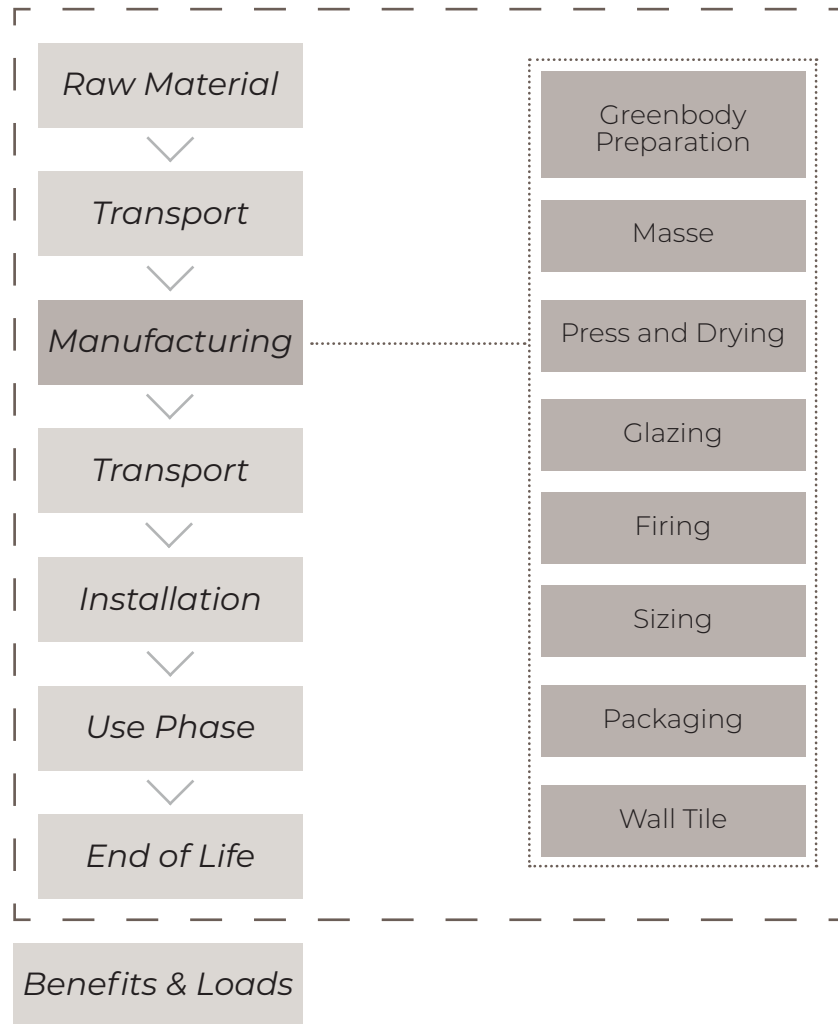 Raw Material
Transport
Manufacturing
Transport
Installation
Use Phase
End of Life
Benefits & Loads
Greenbody
Preparation
Masse
Press and Drying
Glazing
Firing
Sizing
Packaging
Wall Tile